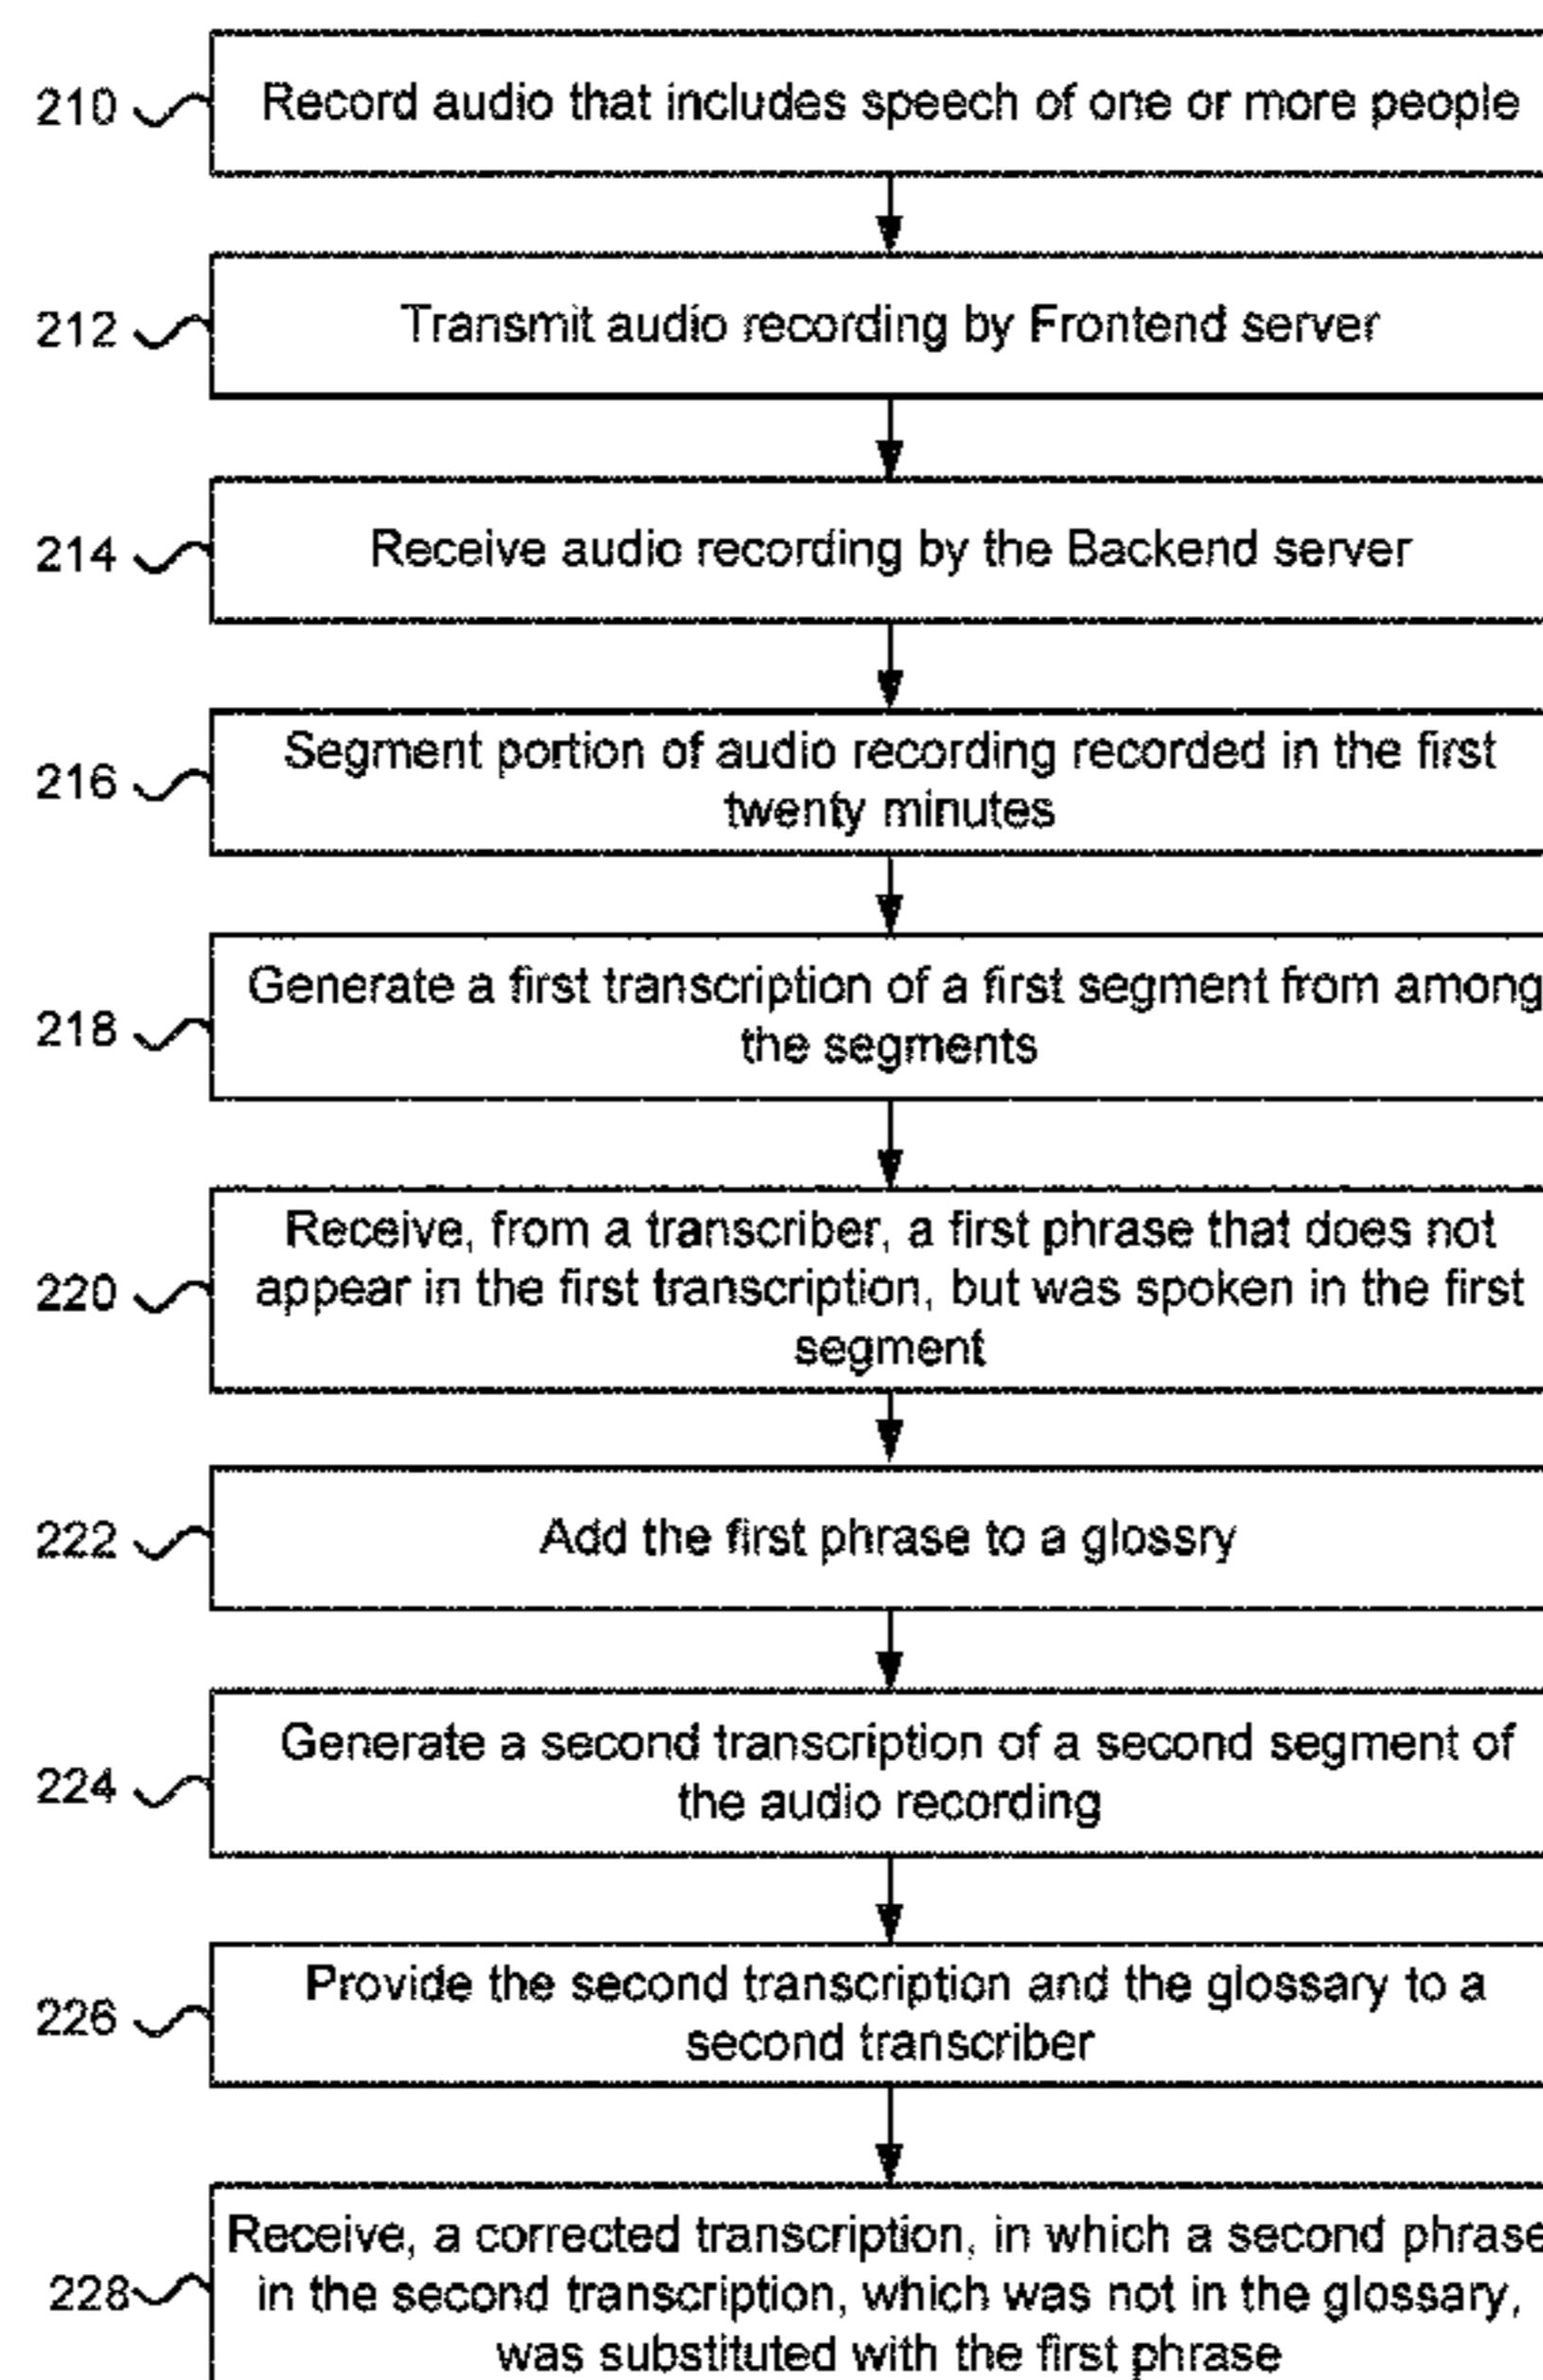 210 Record audio that includes speech of one or more people
212 Transmit audio recording by Frontend server
214 Receive audio recording by the Backend server
216 Segment portion of audio recording recorded in the first
twenty minutes
218 Generate a first transcription of a first segment from among
the segments
220 Receive, from a transcriber, a first phrase that does not
appear in the first transcription, but was spoken in the first
segment
222 Add the first phrase to a glossry
224 Generate a second transcription of a second segment of
the audio recording
226 Provide the second transcription and the glossary to a
second transcriber
228 Receive, a corrected transcription, in which a second phrase
in the second transcription, which was not in the glossary,
was substituted with the first phrase